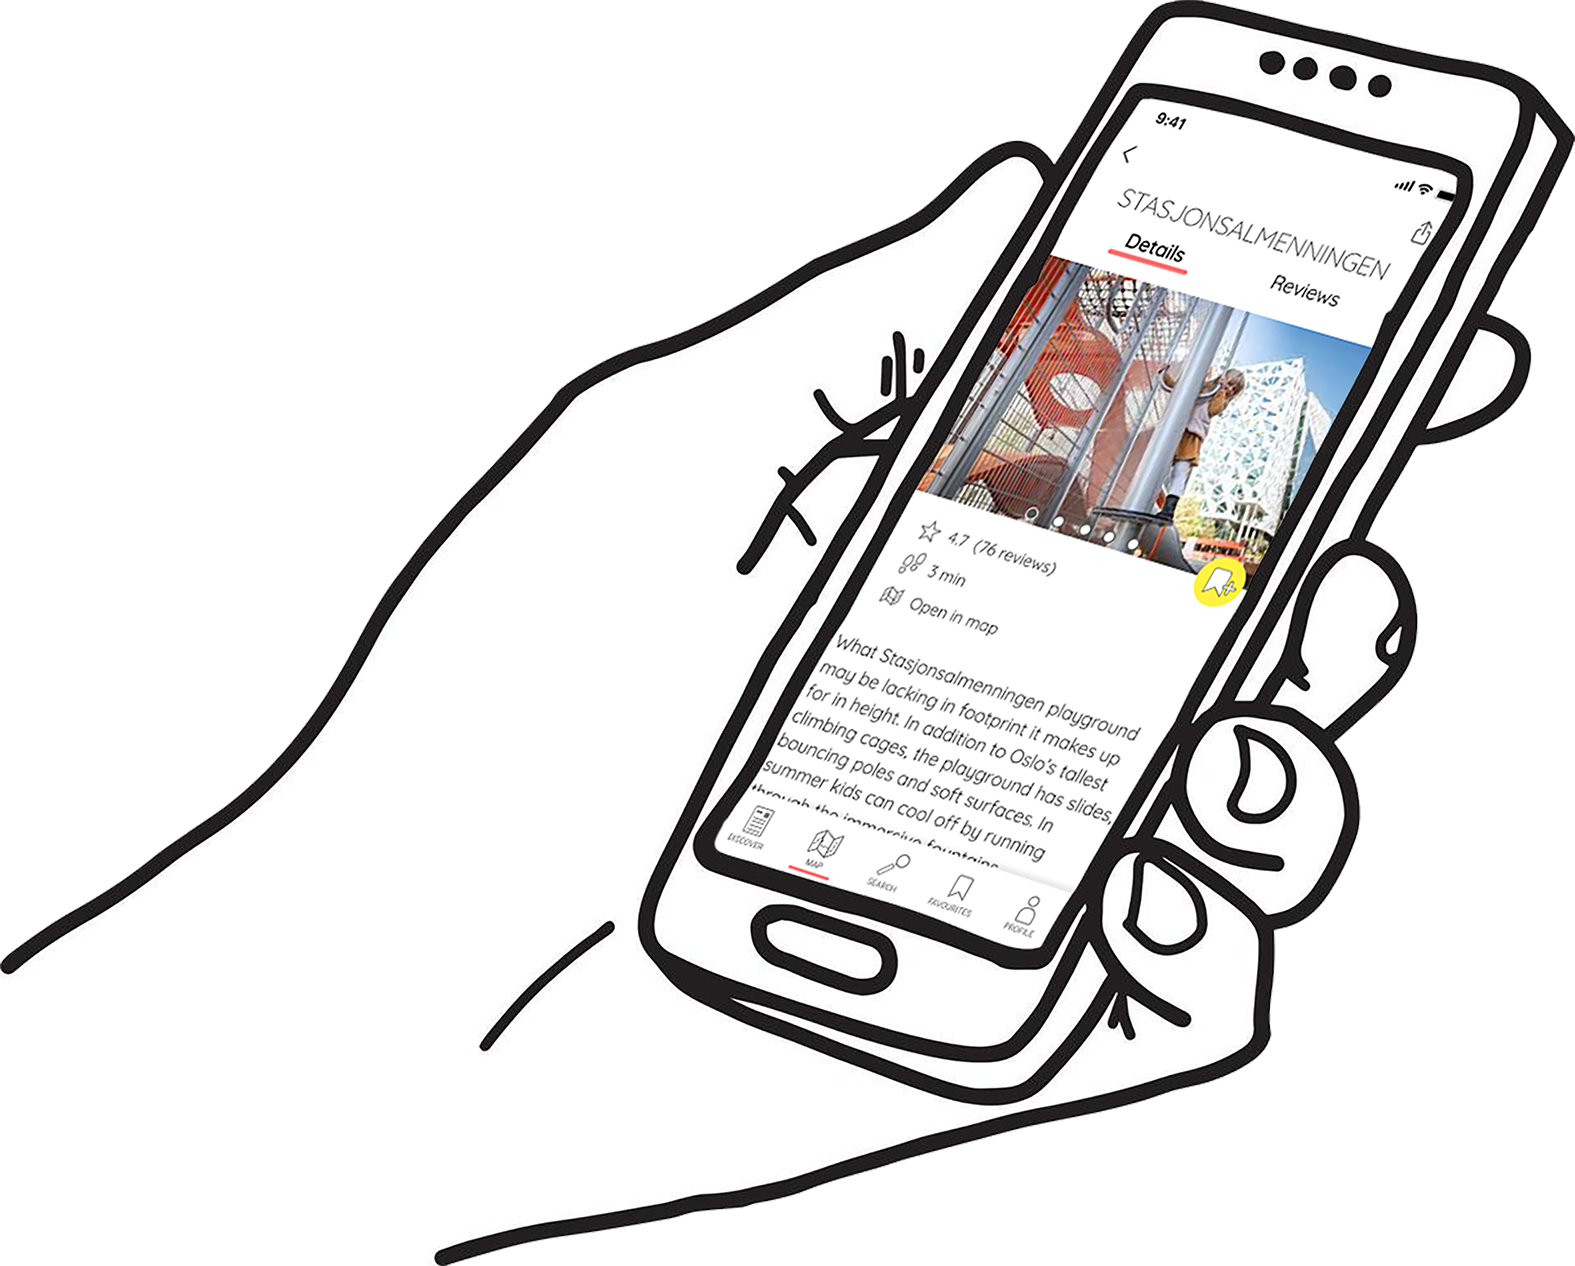 9:41
STASJONSALMENNINGEN
Details
Reviews
4,7 (76 reviews)
3 min
Open in map
What Stasjonsalmenningen playground
may be lacking in footprint it makes up
for in height. In addition to Oslo's tallest
climbing cages, the playground has slides,
bouncing poles and soft surfaces. In
summer kids can cool off by running
through the immersive fountains
DISCOVER
MAP
SEARCH
FAVOURITES
PROFILE